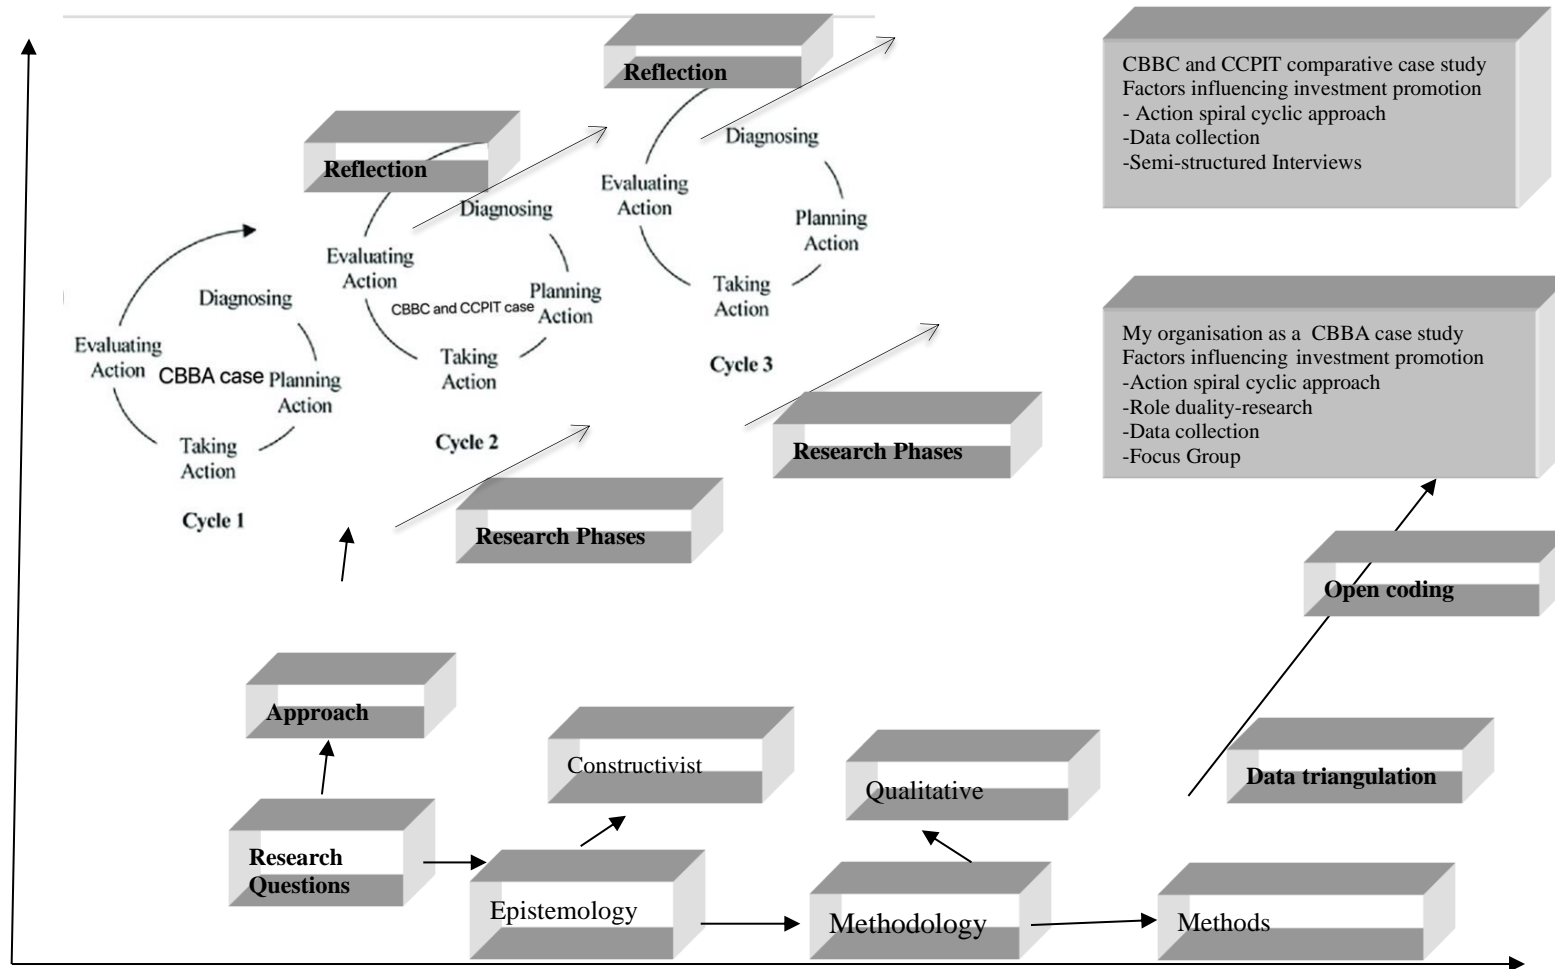 Reflection
Diagnosing
Evaluating
Action
Planning
Action
Taking
Action
Cycle 3
Reflection
Diagnosing
Evaluating
Action
CBBC and CCPIT case
Planning
Action
Taking
Action
Cycle 2
Diagnosing
Evaluating
Action
CBBA case
Planning
Action
Taking
Action
Cycle 1
Research Phases
Research Phases
CBBC and CCPIT comparative case study
Factors influencing investment promotion
- Action spiral cyclic approach
-Data collection
-Semi-structured Interviews
My organisation as a CBBA case study
Factors influencing investment promotion
-Action spiral cyclic approach
-Role duality-research
-Data collection
-Focus Group
Open coding
Data triangulation
Approach
Constructivist
Qualitative
Research
Questions
Epistemology
Methodology
Methods